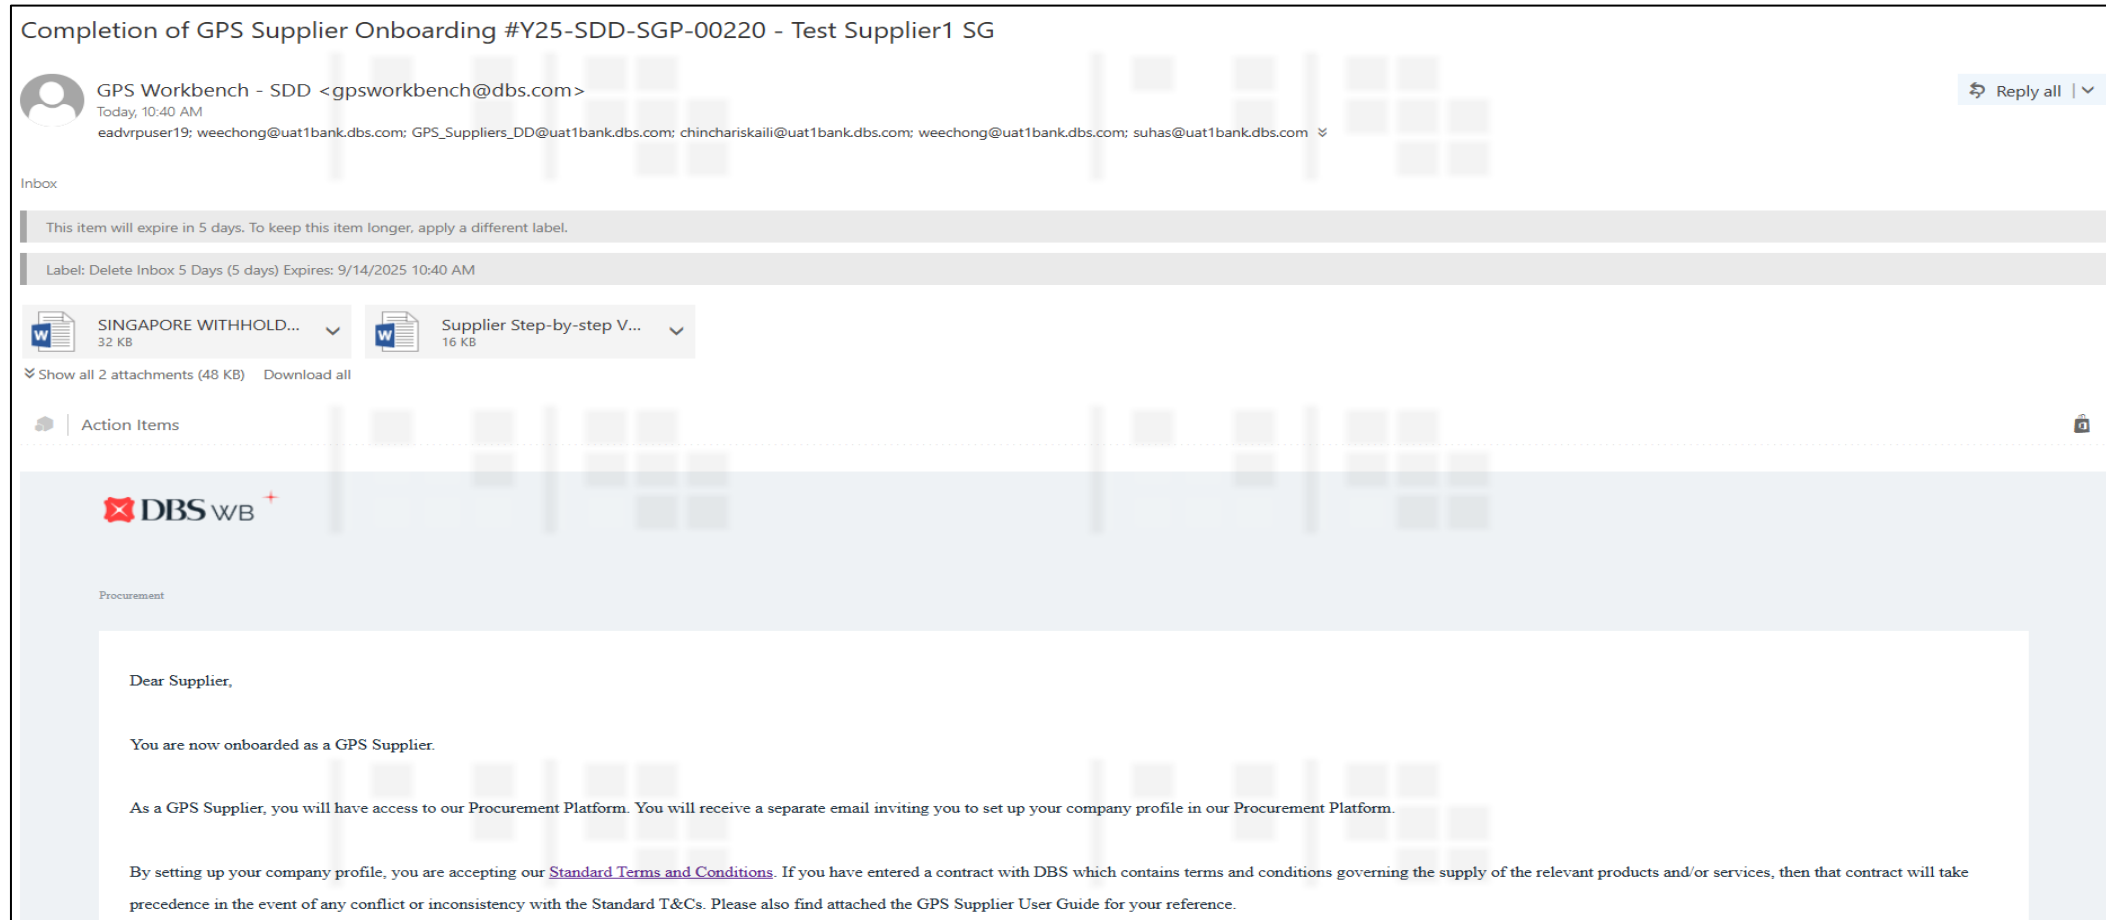 Completion of GPS Supplier Onboarding #Y25-SDD-SGP-00220 - Test Supplier1 SG
GPS Workbench - SDD <gpsworkbench@dbs.com>
Reply all
Today, 10:40 AM
eadvrpuser19; weechong@uat1bank.dbs.com; GPS_Suppliers_DD@uat1bank.dbs.com; chinchariskaili@uat1bank.dbs.com; weechong@uat1bank.dbs.com; suhas@uat1bank.dbs.com
Inbox
This item will expire in 5 days. To keep this item longer, apply a different label.
Label: Delete Inbox 5 Days (5 days) Expires: 9/14/2025 10:40 AM
SINGAPORE WITHHOLD...
32 KB
Supplier Step-by-step V...
16 KB
Show all 2 attachments (48 KB) Download all
Action Items
DBS WB
Procurement
Dear Supplier,
You are now onboarded as a GPS Supplier.
As a GPS Supplier, you will have access to our Procurement Platform. You will receive a separate email inviting you to set up your company profile in our Procurement Platform.
By setting up your company profile, you are accepting our Standard Terms and Conditions. If you have entered a contract with DBS which contains terms and conditions governing the supply of the relevant products and/or services, then that contract will take
precedence in the event of any conflict or inconsistency with the Standard T&Cs. Please also find attached the GPS Supplier User Guide for your reference.